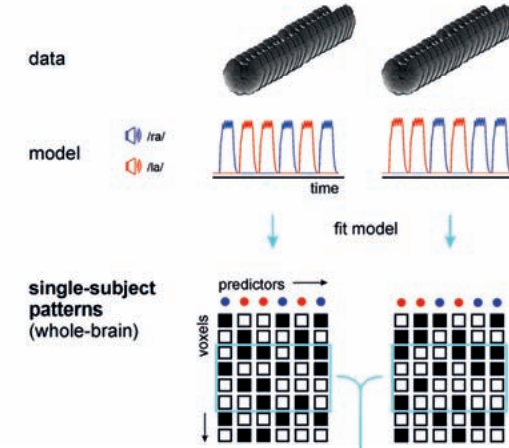 data
model
/ra/
/la/
time
fit model
single-subject
patterns
(whole-brain)
predictors
voxels